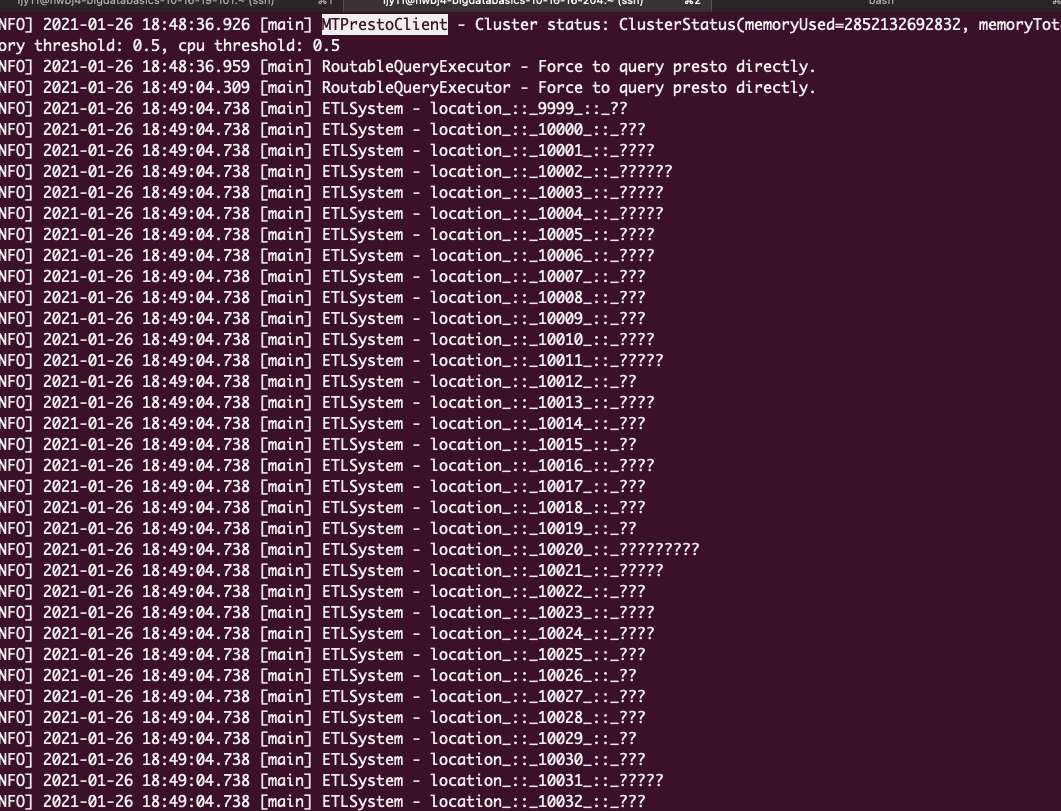 ⌘1
⌘2
bash
NFO] 2021-01-26 18:48:36.926 [main] MTPrestoClient - Cluster status: ClusterStatus(memoryUsed=2852132692832, memoryTot
ory threshold: 0.5, cpu threshold: 0.5
NFO] 2021-01-26 18:48:36.959 [main] RoutableQueryExecutor - Force to query presto directly.
NFO] 2021-01-26 18:49:04.309 [main] RoutableQueryExecutor - Force to query presto directly.
NFO] 2021-01-26 18:49:04.738 [main] ETLSystem - location_::_9999_::_??
NFO] 2021-01-26 18:49:04.738 [main] ETLSystem - location_::_10000_::_???
NFO] 2021-01-26 18:49:04.738 [main] ETLSystem - location_::_10001_::_????
NFO] 2021-01-26 18:49:04.738 [main] ETLSystem - location_::_10002_::_??????
NFO] 2021-01-26 18:49:04.738 [main] ETLSystem - location_::_10003_::_?????
NFO] 2021-01-26 18:49:04.738 [main] ETLSystem - location_::_10004_::_?????
NFO] 2021-01-26 18:49:04.738 [main] ETLSystem - location_::_10005_::_????
NFO] 2021-01-26 18:49:04.738 [main] ETLSystem - location_::_10006_::_????
NFO] 2021-01-26 18:49:04.738 [main] ETLSystem - location_::_10007_::_???
NFO] 2021-01-26 18:49:04.738 [main] ETLSystem - location_::_10008_::_???
NFO] 2021-01-26 18:49:04.738 [main] ETLSystem - location_::_10009_::_???
NFO] 2021-01-26 18:49:04.738 [main] ETLSystem - location_::_10010_::_????
NFO] 2021-01-26 18:49:04.738 [main] ETLSystem - location_::_10011_::_?????
NFO] 2021-01-26 18:49:04.738 [main] ETLSystem - location_::_10012_::_??
NFO] 2021-01-26 18:49:04.738 [main] ETLSystem - location_::_10013_::_????
NFO] 2021-01-26 18:49:04.738 [main] ETLSystem - location_::_10014_::_???
NFO] 2021-01-26 18:49:04.738 [main] ETLSystem - location_::_10015_::_??
NFO] 2021-01-26 18:49:04.738 [main] ETLSystem - location_::_10016_::_????
NFO] 2021-01-26 18:49:04.738 [main] ETLSystem - location_::_10017_::_???
NFO] 2021-01-26 18:49:04.738 [main] ETLSystem - location_::_10018_::_???
NFO] 2021-01-26 18:49:04.738 [main] ETLSystem - location_::_10019_::_??
NFO] 2021-01-26 18:49:04.738 [main] ETLSystem - location_::_10020_::_?????????
NFO] 2021-01-26 18:49:04.738 [main] ETLSystem - location_::_10021_::_?????
NFO] 2021-01-26 18:49:04.738 [main] ETLSystem - location_::_10022_::_???
NFO] 2021-01-26 18:49:04.738 [main] ETLSystem - location_::_10023_::_????
NFO] 2021-01-26 18:49:04.738 [main] ETLSystem - location_::_10024_::_????
NFO] 2021-01-26 18:49:04.738 [main] ETLSystem - location_::_10025_::_???
NFO] 2021-01-26 18:49:04.738 [main] ETLSystem - location_::_10026_::_??
NFO] 2021-01-26 18:49:04.738 [main] ETLSystem - location_::_10027_::_???
NFO] 2021-01-26 18:49:04.738 [main] ETLSystem - location_::_10028_::_???
NFO] 2021-01-26 18:49:04.738 [main] ETLSystem - location_::_10029_::_??
NFO] 2021-01-26 18:49:04.738 [main] ETLSystem - location_::_10030_::_???
NFO] 2021-01-26 18:49:04.738 [main] ETLSystem - location_::_10031_::_?????
NFO] 2021-01-26 18:49:04.738 [main] ETLSystem - location_::_10032_::_???